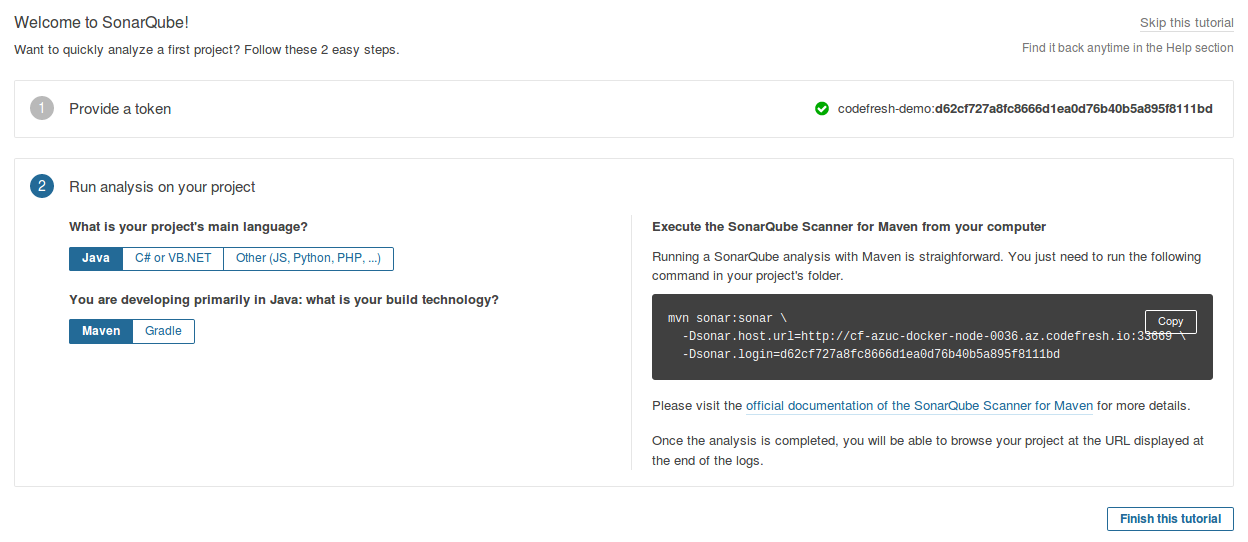 Welcome to SonarQube!
Skip this tutorial
Want to quickly analyze a first project? Follow these 2 easy steps.
Find it back anytime in the Help section
1 Provide a token
codefresh-demo:d62cf727a8fc8666d1ea0d76b40b5a895f8111bd
2 Run analysis on your project
What is your project's main language?
Java C# or VB.NET Other (JS, Python, PHP, ...)
You are developing primarily in Java: what is your build technology?
Maven Gradle
Execute the SonarQube Scanner for Maven from your computer
Running a SonarQube analysis with Maven is straighforward. You just need to run the following
command in your project's folder.
Copy
mvn sonar:sonar \
-Dsonar.host.url=http://cf-azuc-docker-node-0036.az.codefresh.io:33669 \
-Dsonar.login=d62cf727a8fc8666d1ea0d76b40b5a895f8111bd
Please visit the official documentation of the SonarQube Scanner for Maven for more details.
Once the analysis is completed, you will be able to browse your project at the URL displayed at
the end of the logs.
Finish this tutorial